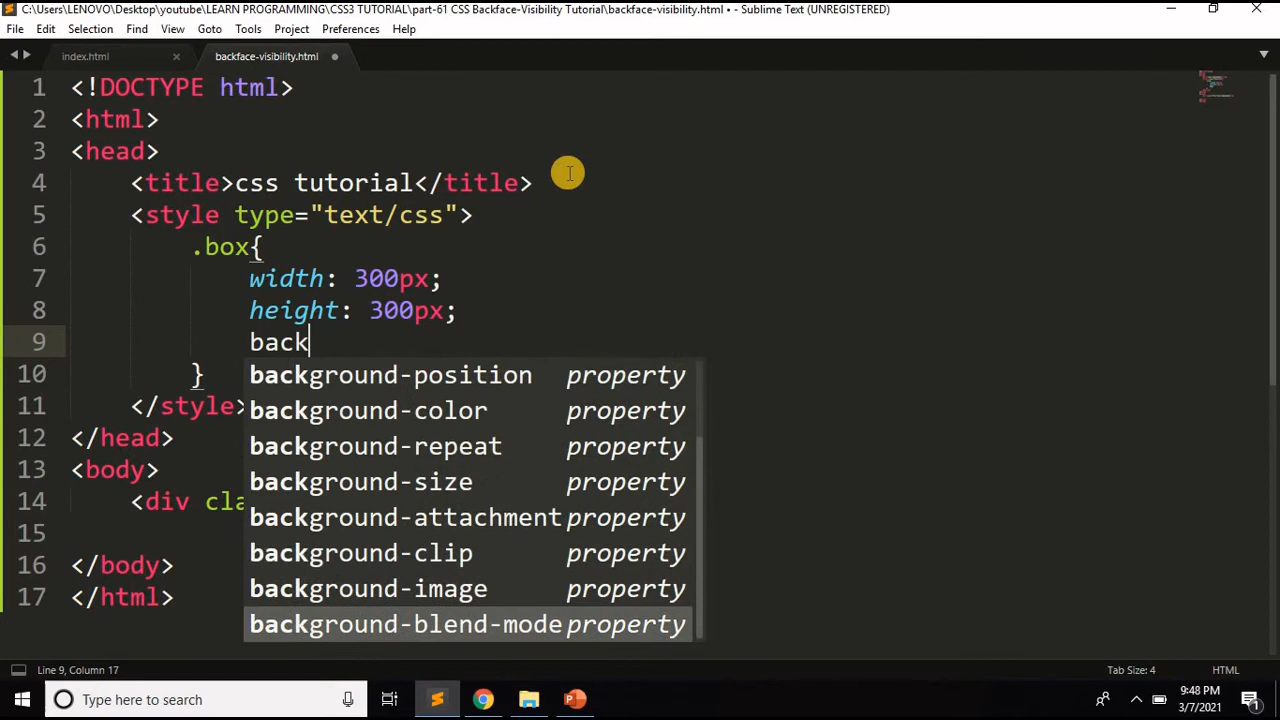 C:\Users\LENOVO\Desktop\youtube\LEARN PROGRAMMING\CSS3 TUTORIAL\part-61 CSS Backface-Visibility Tutorial\backface-visibility.html • - Sublime Text (UNREGISTERED)
File Edit Selection Find View Goto Tools Project Preferences Help
index.html backface-visibility.html
1 <!DOCTYPE html>
2 <html>
3 <head>
4 <title>css tutorial</title>
5 <style type="text/css">
6 .box{
7 width: 300px;
8 height: 300px;
9 back
10 }
background-position property
background-color property
11 </style>
12 </head>
background-repeat property
13 <body>
background-size property
14 <div cla
background-attachment property
15
background-clip property
16 </body>
background-image property
17 </html>
background-blend-mode property
Line 9, Column 17 Tab Size: 4 HTML
Type here to search
9:48 PM
3/7/2021
1